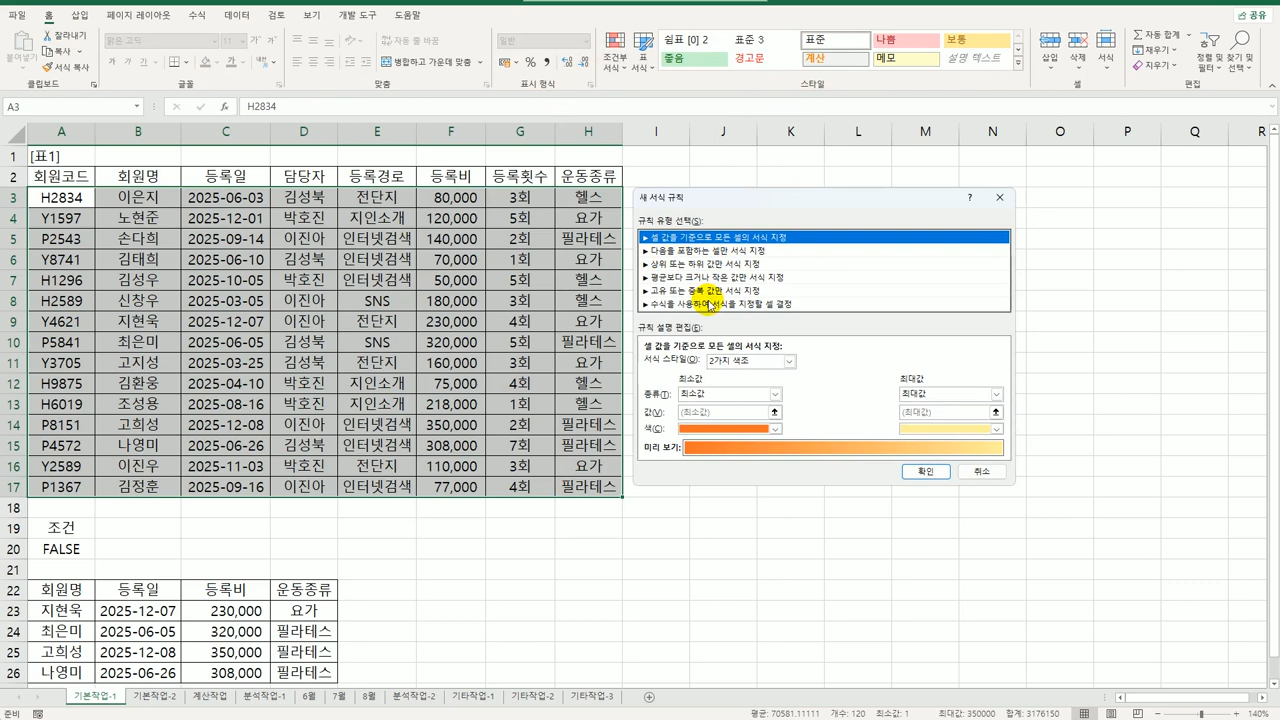 파일 홈 삽입 페이지 레이아웃 수식 데이터 검토 보기 개발 도구 도움말 공유
붙여넣기 잘라내기 복사 서식 복사
맑은 고딕 11 가 가 가 가 가
자동 줄 바꿈 병합하고 가운데 맞춤
일반 % ,
조건부 서식 표 서식
쉼표 [0] 2 표준 3 표준 나쁨 보통
좋음 경고문 계산 메모 설명 텍스트
삽입 삭제 서식
자동 합계 채우기 지우기 정렬 및 필터 찾기 및 선택
클립보드 글꼴 맞춤 표시 형식 스타일 셀 편집
A3 fx H2834
A B C D E F G H I J K L M N O P Q R
1 [표1]
2 회원코드 회원명 등록일 담당자 등록경로 등록비 등록횟수 운동종류
3 H2834 이은지 2025-06-03 김성북 전단지 80,000 3회 헬스
4 Y1597 노현준 2025-12-01 박호진 지인소개 120,000 5회 요가
5 P2543 손다희 2025-09-14 이진아 인터넷검색 140,000 2회 필라테스
6 Y8741 김태희 2025-06-10 김성북 인터넷검색 70,000 1회 요가
7 H1296 김성우 2025-10-05 박호진 지인소개 50,000 5회 헬스
8 H2589 신창우 2025-03-05 이진아 SNS 180,000 3회 헬스
9 Y4621 지현욱 2025-12-07 이진아 전단지 230,000 4회 요가
10 P5841 최은미 2025-06-05 김성북 SNS 320,000 5회 필라테스
11 Y3705 고지성 2025-03-25 김성북 전단지 160,000 3회 요가
12 H9875 김환웅 2025-04-10 박호진 지인소개 75,000 4회 헬스
13 H6019 조성용 2025-08-16 박호진 지인소개 218,000 1회 헬스
14 P8151 고희성 2025-12-08 이진아 인터넷검색 350,000 2회 필라테스
15 P4572 나영미 2025-06-26 김성북 인터넷검색 308,000 7회 필라테스
16 Y2589 이진우 2025-11-03 박호진 전단지 110,000 3회 요가
17 P1367 김정훈 2025-09-16 이진아 인터넷검색 77,000 4회 필라테스
18
19 조건
20 FALSE
21
22 회원명 등록일 등록비 운동종류
23 지현욱 2025-12-07 230,000 요가
24 최은미 2025-06-05 320,000 필라테스
25 고희성 2025-12-08 350,000 필라테스
26 나영미 2025-06-26 308,000 필라테스
새 서식 규칙 ?
규칙 유형 선택(S):
► 셀 값을 기준으로 모든 셀의 서식 지정
► 다음을 포함하는 셀만 서식 지정
► 상위 또는 하위 값만 서식 지정
► 평균보다 크거나 작은 값만 서식 지정
► 고유 또는 중복 값만 서식 지정
► 수식을 사용하여 서식을 지정할 셀 결정
규칙 설명 편집(E):
셀 값을 기준으로 모든 셀의 서식 지정:
서식 스타일(O): 2가지 색조
최소값 최대값
종류(T): 최소값 최대값
값(V): (최소값) (최대값)
색(C):
미리 보기:
확인 취소
기본작업-1 기본작업-2 계산작업 분석작업-1 6월 7월 8월 분석작업-2 기타작업-1 기타작업-2 기타작업-3
준비 평균: 70581.11111 개수: 120 최소값: 1 최대값: 350000 합계: 3176150 140%